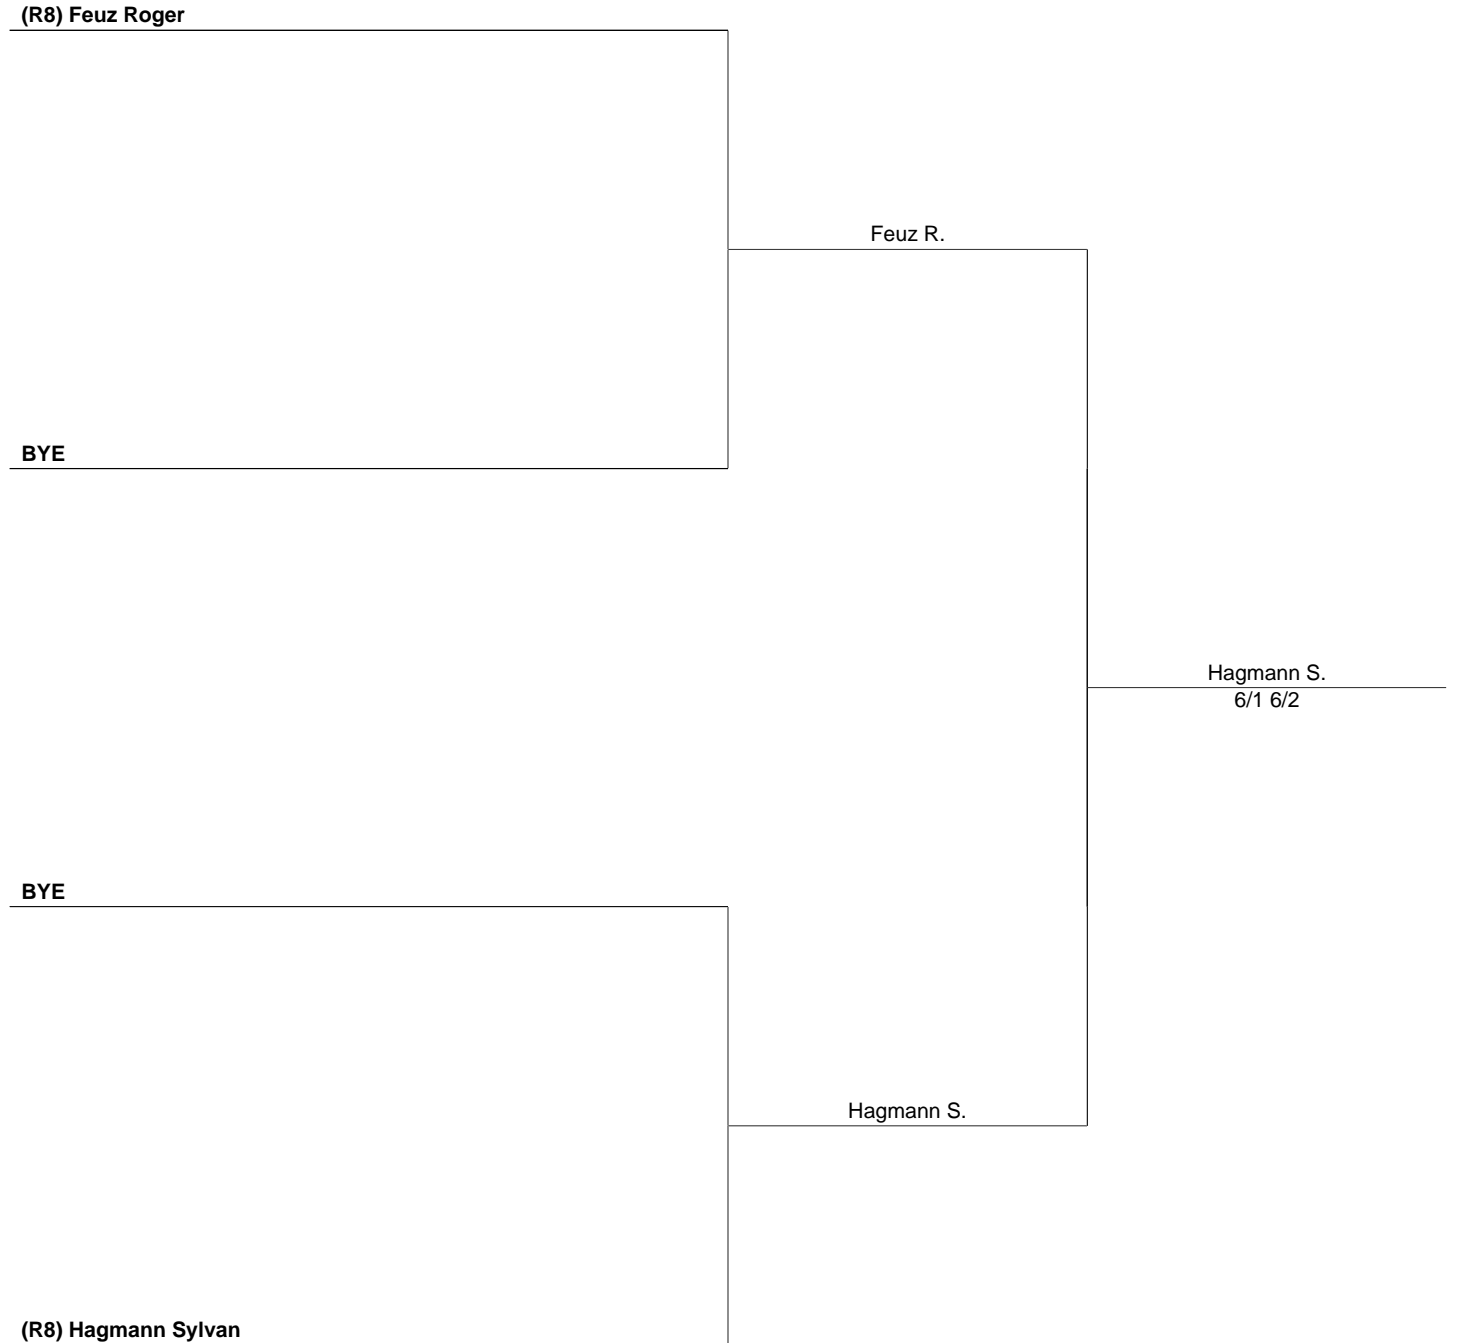 (R8) Feuz Roger
Feuz R.
BYE
Hagmann S.
6/1 6/2
BYE
Hagmann S.
(R8) Hagmann Sylvan